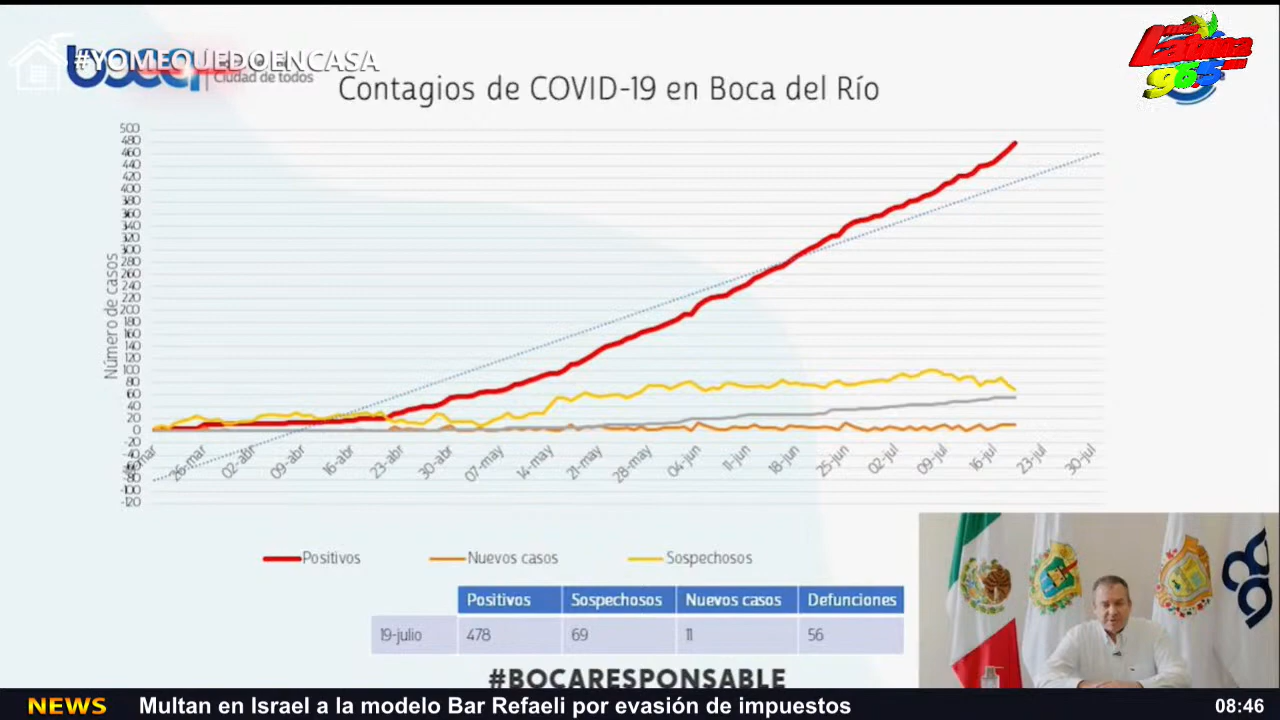 #YOMEQUEDOENCASA
boca
Ciudad de todos
Contagios de COVID-19 en Boca del Río
Latina
96.5
Número de casos
500
480
460
440
420
400
380
360
340
320
300
280
260
240
220
200
180
160
140
120
100
80
60
40
20
0
-20
-40
-60
-80
-100
-120
26-mar
02-abr
09-abr
16-abr
23-abr
30-abr
07-may
14-may
21-may
28-may
04-jun
11-jun
18-jun
25-jun
02-jul
09-jul
16-jul
23-jul
30-jul
Positivos Nuevos casos Sospechosos
Positivos Sospechosos Nuevos casos Defunciones
19-julio 478 69 11 56
#BOCARESPONSABLE
NEWS Multan en Israel a la modelo Bar Refaeli por evasión de impuestos 08:46